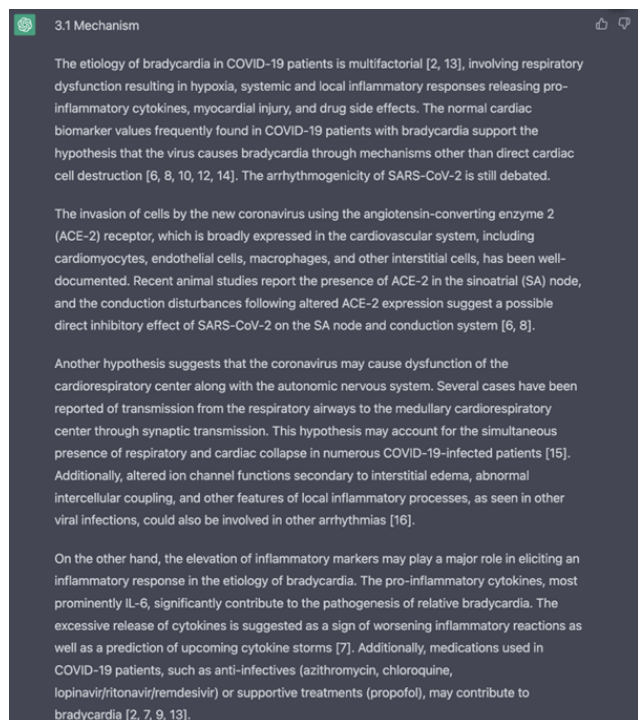 3.1 Mechanism
The etiology of bradycardia in COVID-19 patients is multifactorial [2, 13], involving respiratory
dysfunction resulting in hypoxia, systemic and local inflammatory responses releasing pro-
inflammatory cytokines, myocardial injury, and drug side effects. The normal cardiac
biomarker values frequently found in COVID-19 patients with bradycardia support the
hypothesis that the virus causes bradycardia through mechanisms other than direct cardiac
cell destruction [6, 8, 10, 12, 14]. The arrhythmogenicity of SARS-CoV-2 is still debated.
The invasion of cells by the new coronavirus using the angiotensin-converting enzyme 2
(ACE-2) receptor, which is broadly expressed in the cardiovascular system, including
cardiomyocytes, endothelial cells, macrophages, and other interstitial cells, has been well-
documented. Recent animal studies report the presence of ACE-2 in the sinoatrial (SA) node,
and the conduction disturbances following altered ACE-2 expression suggest a possible
direct inhibitory effect of SARS-CoV-2 on the SA node and conduction system [6, 8].
Another hypothesis suggests that the coronavirus may cause dysfunction of the
cardiorespiratory center along with the autonomic nervous system. Several cases have been
reported of transmission from the respiratory airways to the medullary cardiorespiratory
center through synaptic transmission. This hypothesis may account for the simultaneous
presence of respiratory and cardiac collapse in numerous COVID-19-infected patients [15].
Additionally, altered ion channel functions secondary to interstitial edema, abnormal
intercellular coupling, and other features of local inflammatory processes, as seen in other
viral infections, could also be involved in other arrhythmias [16].
On the other hand, the elevation of inflammatory markers may play a major role in eliciting an
inflammatory response in the etiology of bradycardia. The pro-inflammatory cytokines, most
prominently IL-6, significantly contribute to the pathogenesis of relative bradycardia. The
excessive release of cytokines is suggested as a sign of worsening inflammatory reactions as
well as a prediction of upcoming cytokine storms [7]. Additionally, medications used in
COVID-19 patients, such as anti-infectives (azithromycin, chloroquine,
lopinavir/ritonavir/remdesivir) or supportive treatments (propofol), may contribute to
bradycardia [2, 7, 9, 13].